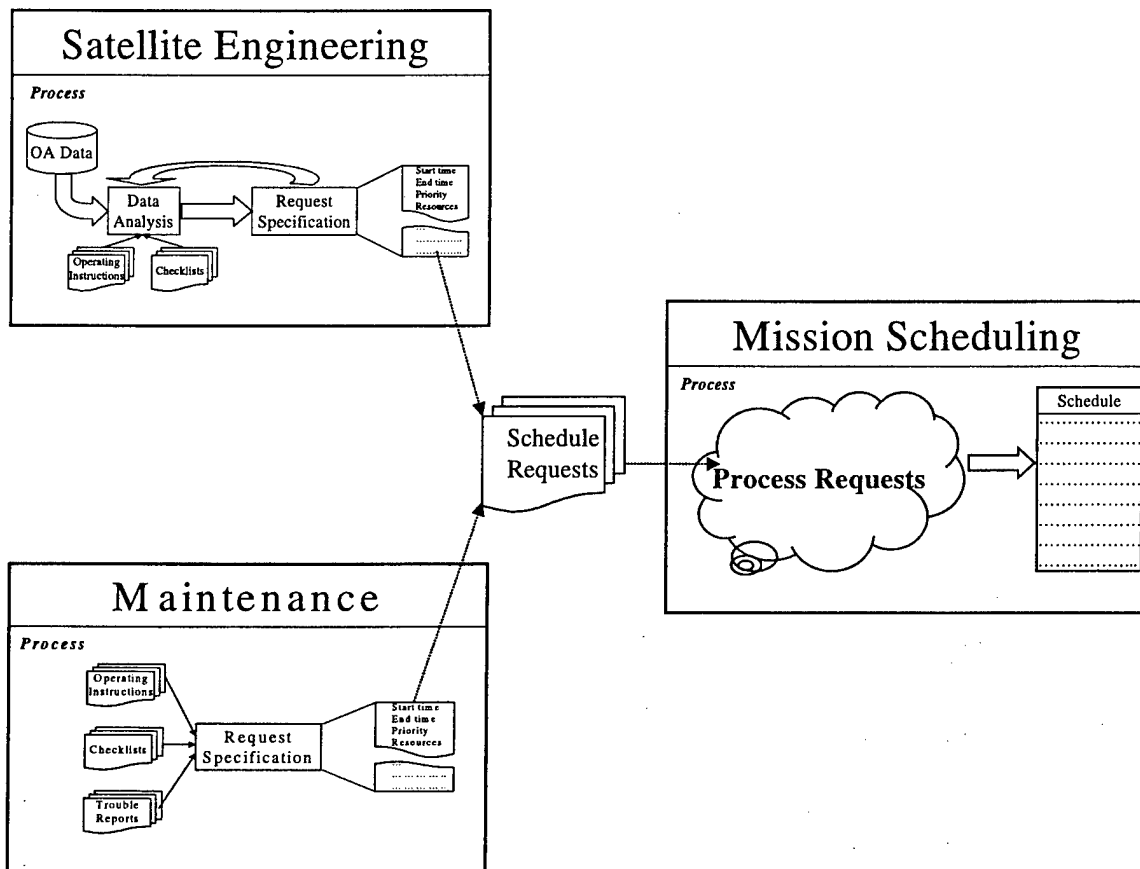 Satellite Engineering
Process
OA Data
Data
Analysis
Request
Specification
Start time
End time
Priority
Resources
Operating
Instructions
Checklists
Schedule
Requests
Mission Scheduling
Process
Process Requests
Schedule
Maintenance
Process
Operating
Instructions
Checklists
Trouble
Reports
Request
Specification
Start time
End time
Priority
Resources